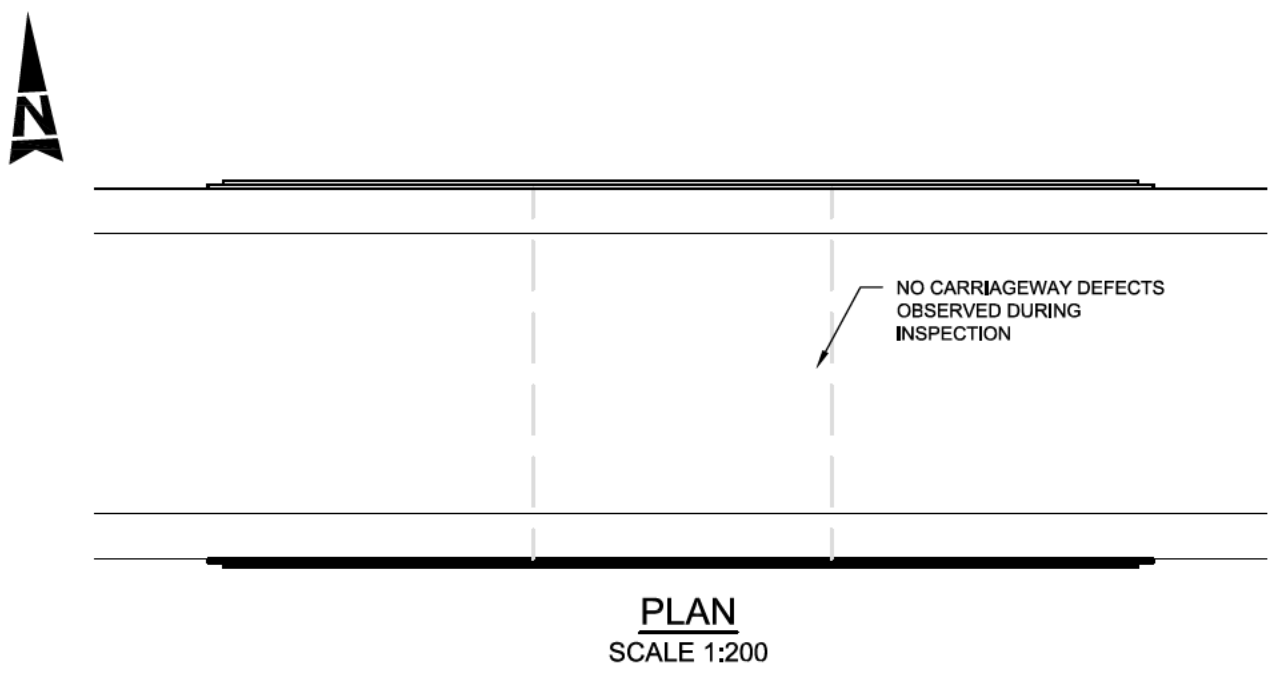 N
NO CARRIAGEWAY DEFECTS
OBSERVED DURING
INSPECTION
PLAN
SCALE 1:200